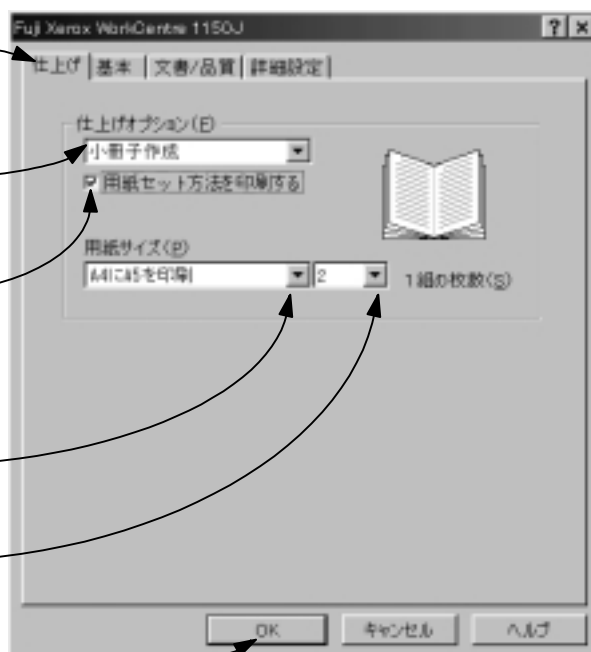 Fuji Xerox WorkCentre 1150J
仕上げ 基本 文書/品質 詳細設定
仕上げオプション(E)
小冊子作成
用紙セット方法を印刷する
用紙サイズ(P)
A4にA5を印刷 2 1組の枚数(S)
OK キャンセル ヘルプ